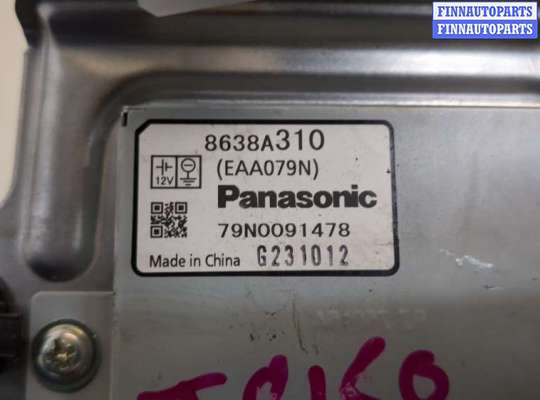 FINNAUTOPARTS
FINNAUTOPARTS
8638A310
(EAA079N)
12V
Panasonic
79N0091478
Made in China G231012